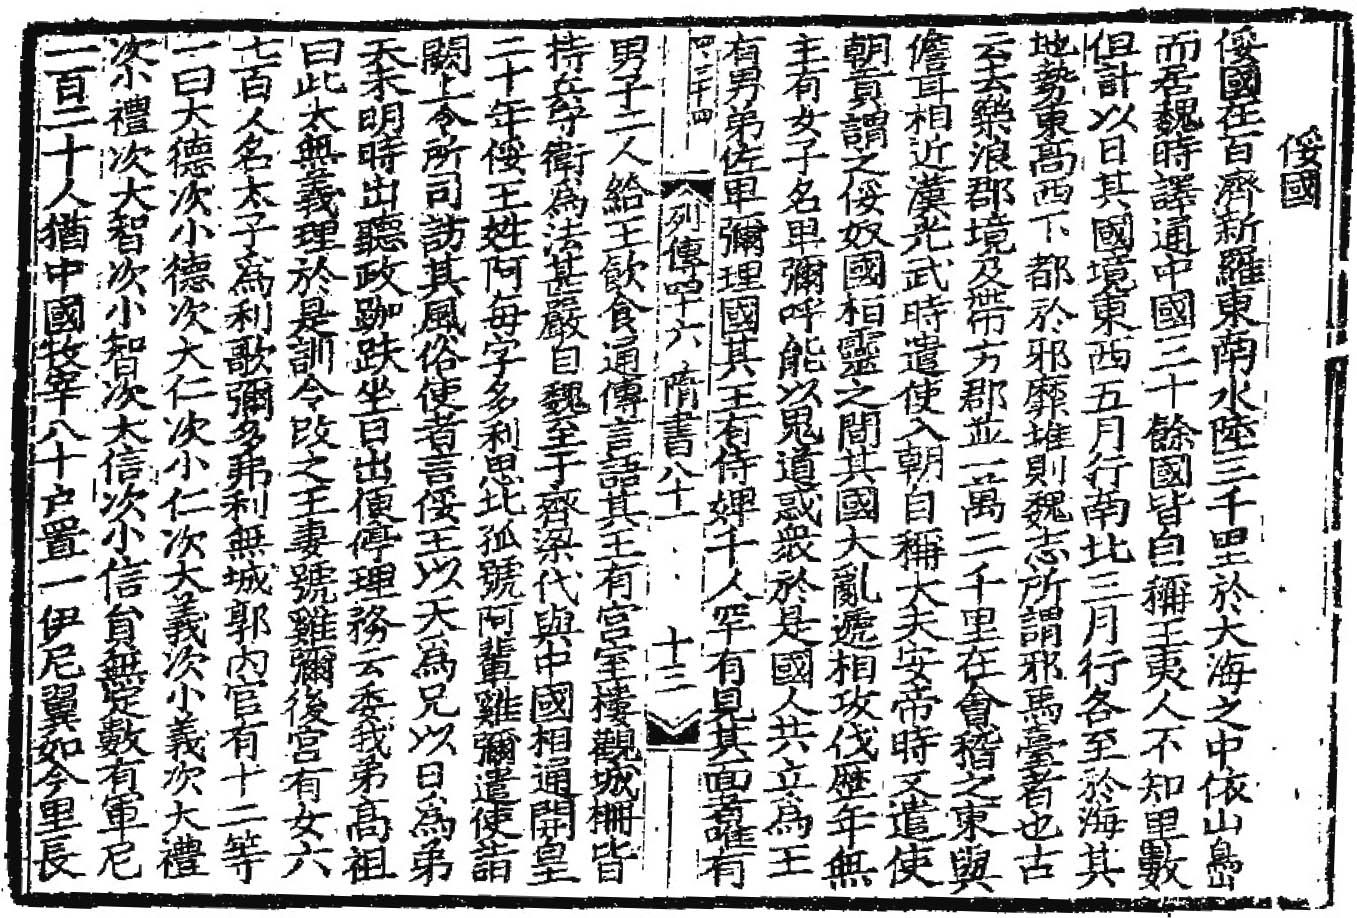 俀國
俀國在百濟新羅東南水陸三千里於大海之中依山島
而居魏時譯通中國三十餘國皆自稱王夷人不知里數
但計以日其國境東西五月行南北三月行各至於海其
地勢東高西下都於邪靡堆則魏志所謂邪馬臺者也古
云去樂浪郡境及帶方郡並一萬二千里在會稽之東與
儋耳相近漢光武時遣使入朝自稱大夫安帝時又遣使
朝貢謂之俀奴國桓靈之間其國大亂遞相攻伐歷年無
主有女子名卑彌呼能以鬼道惑衆於是國人共立為王
有男弟佐卑彌理國其王有侍婢千人罕有見其面者唯有
列傳四十六 隋書八十一 十三
男子二人給王飲食通傳言語其王有宮室樓觀城柵皆
持兵守衛為法甚嚴自魏至于齊梁代與中國相通開皇
二十年俀王姓阿每字多利思比孤號阿輩雞彌遣使詣
闕上令所司訪其風俗使者言俀王以天為兄以日為弟
天未明時出聽政跏趺坐日出便停理務云委我弟高祖
曰此太無義理於是訓令改之王妻號雞彌後宮有女六
七百人名太子為利歌彌多弗利無城郭內官有十二等
一曰大德次小德次大仁次小仁次大義次小義次大禮
次小禮次大智次小智次大信次小信員無定數有軍尼
一百二十人猶中國牧宰八十户置一伊尼翼如今里長